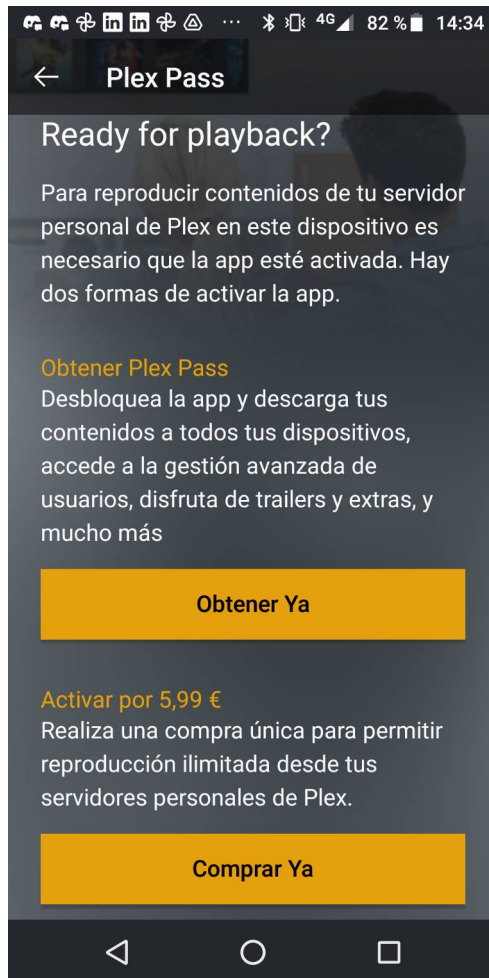 4G 82 % 14:34
Plex Pass
Ready for playback?
Para reproducir contenidos de tu servidor
personal de Plex en este dispositivo es
necesario que la app esté activada. Hay
dos formas de activar la app.
Obtener Plex Pass
Desbloquea la app y descarga tus
contenidos a todos tus dispositivos,
accede a la gestión avanzada de
usuarios, disfruta de trailers y extras, y
mucho más
Obtener Ya
Activar por 5,99 €
Realiza una compra única para permitir
reproducción ilimitada desde tus
servidores personales de Plex.
Comprar Ya